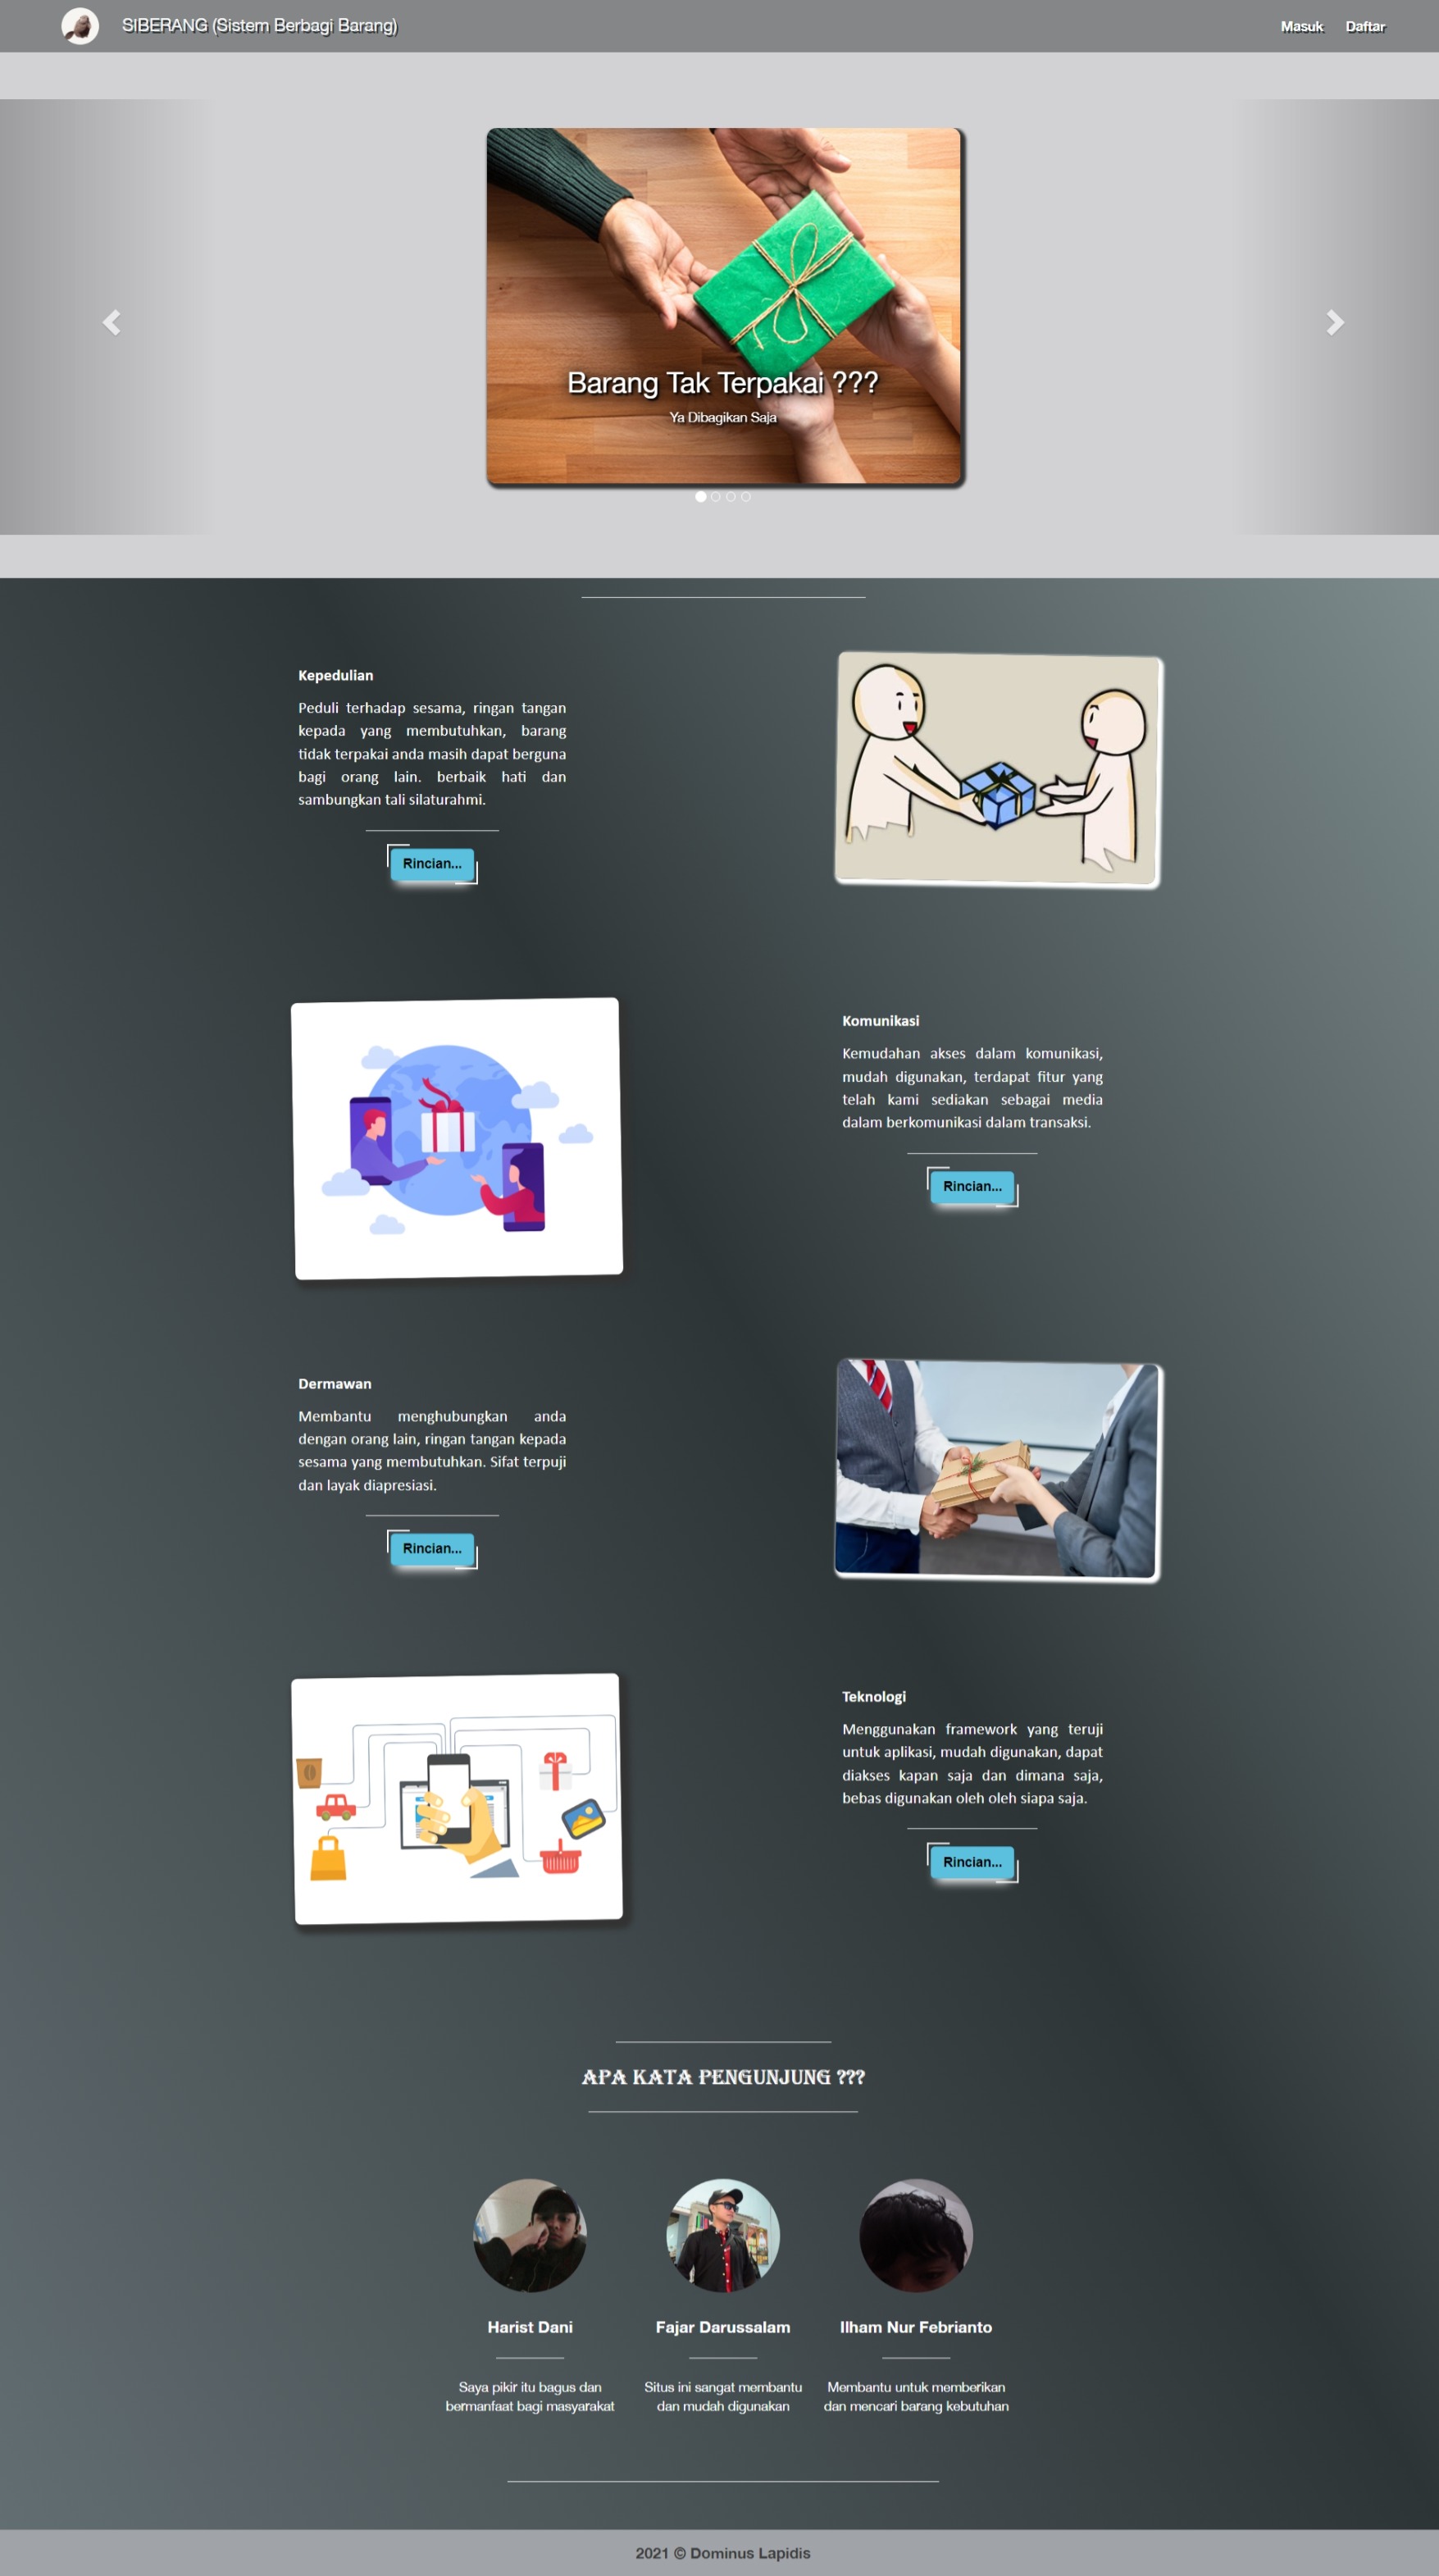 SIBERANG (Sistem Berbagi Barang)
Masuk
Daftar
Barang Tak Terpakai ???
Ya Dibagikan Saja
Kepedulian
Peduli terhadap sesama, ringan tangan
kepada yang membutuhkan, barang
tidak terpakai anda masih dapat berguna
bagi orang lain. berbaik hati dan
sambungkan tali silaturahmi.
Rincian...
Komunikasi
Kemudahan akses dalam komunikasi,
mudah digunakan, terdapat fitur yang
telah kami sediakan sebagai media
dalam berkomunikasi dalam transaksi.
Rincian...
Dermawan
Membantu menghubungkan anda
dengan orang lain, ringan tangan kepada
sesama yang membutuhkan. Sifat terpuji
dan layak diapresiasi.
Rincian...
Teknologi
Menggunakan framework yang teruji
untuk aplikasi, mudah digunakan, dapat
diakses kapan saja dan dimana saja,
bebas digunakan oleh oleh siapa saja.
Rincian...
APA KATA PENGUNJUNG ???
Harist Dani
Saya pikir itu bagus dan
bermanfaat bagi masyarakat
Fajar Darussalam
Situs ini sangat membantu
dan mudah digunakan
Ilham Nur Febrianto
Membantu untuk memberikan
dan mencari barang kebutuhan
2021 © Dominus Lapidis